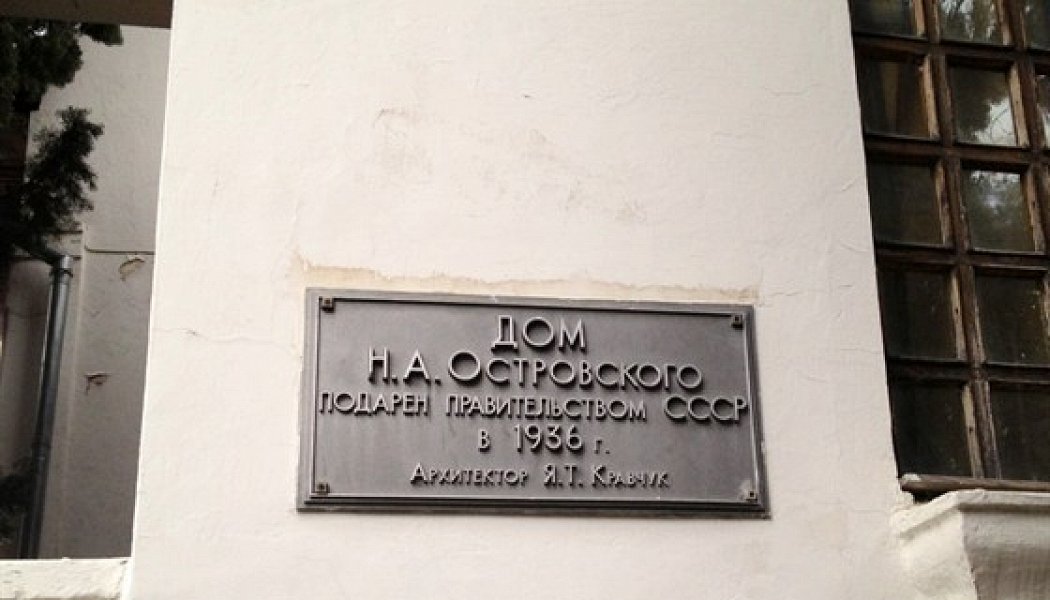 ДОМ
Н.А. ОСТРОВСКОГО
ПОДАРЕН ПРАВИТЕЛЬСТВОМ СССР
В 1936 г.
АРХИТЕКТОР Я.Т. КРАВЧУК